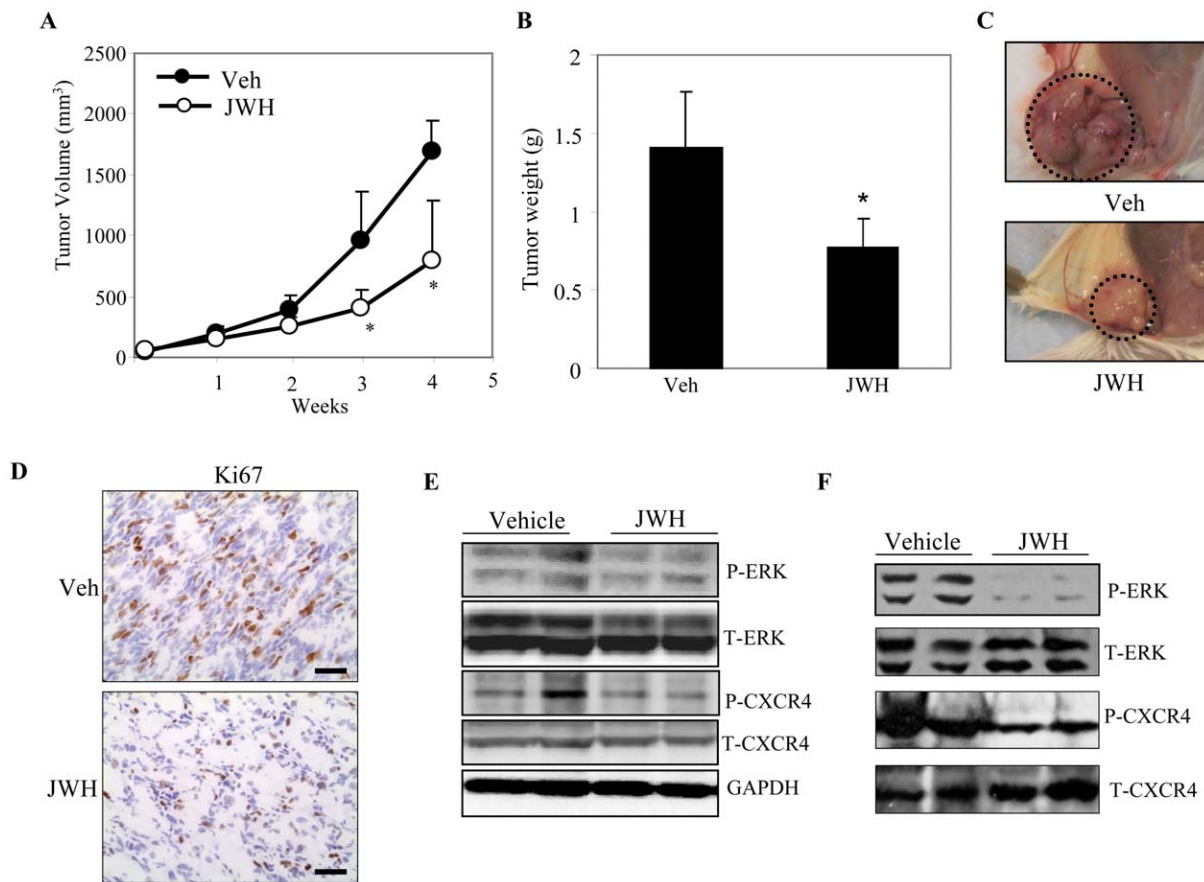 A
Tumor Volume (mm³)
2500
2000
1500
1000
500
0
Veh
JWH
*
*
1 2 3 4 5
Weeks
B
Tumor weight (g)
2
1.5
1
0.5
0
*
Veh JWH
C
Veh
JWH
D
Ki67
Veh
JWH
E
Vehicle JWH
P-ERK
T-ERK
P-CXCR4
T-CXCR4
GAPDH
F
Vehicle JWH
P-ERK
T-ERK
P-CXCR4
T-CXCR4